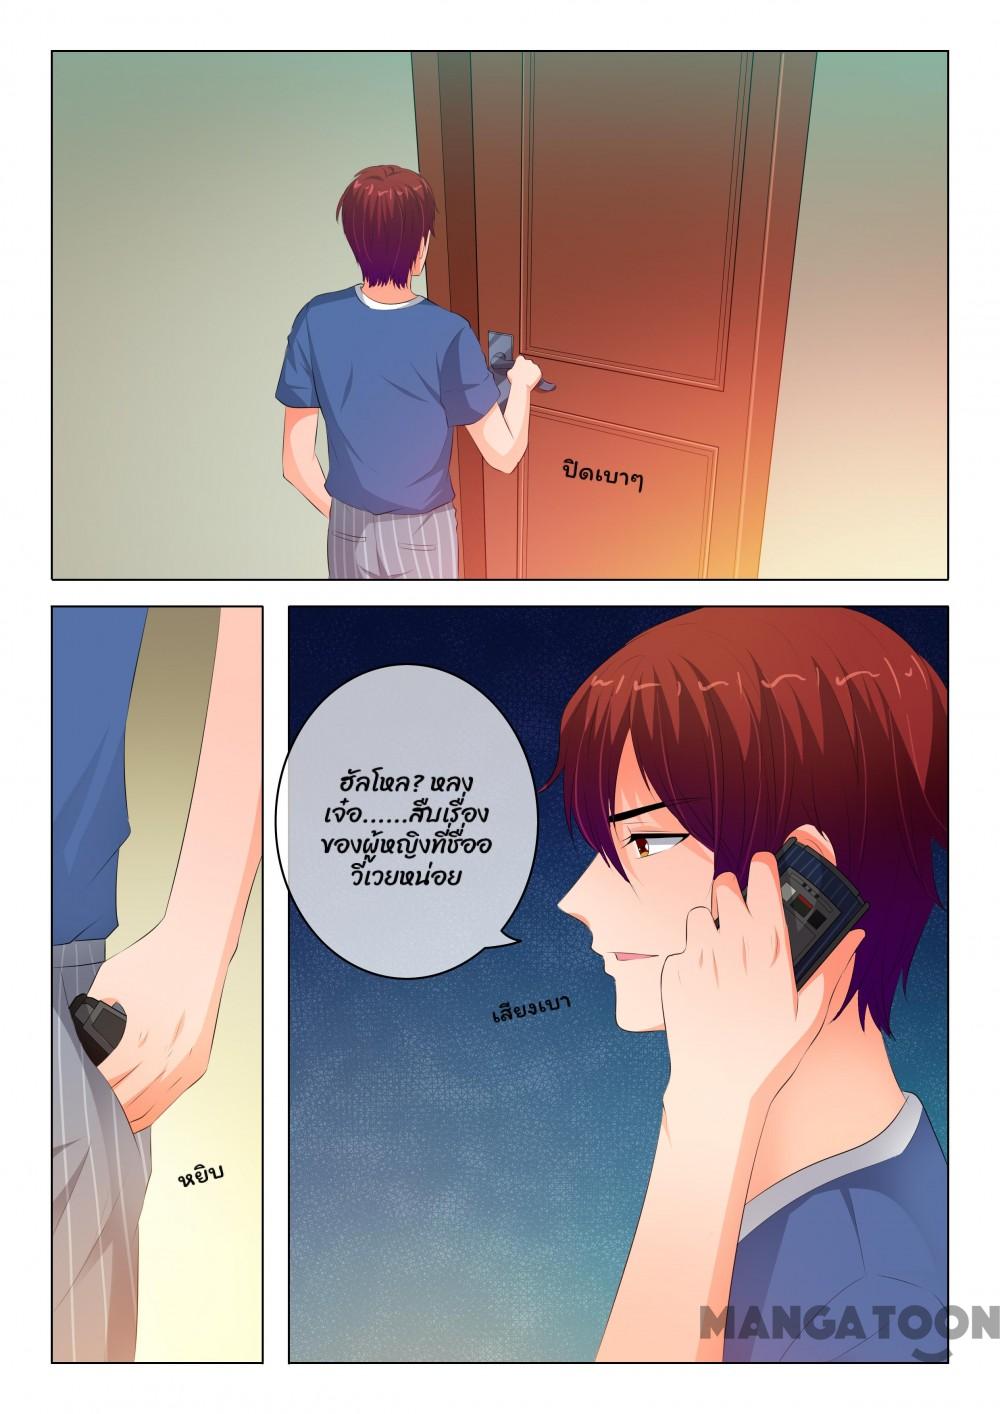 ปิดเบาๆ
ฮัลโหล? หลง
เจ๋อ......สืบเรื่อง
ของผู้หญิงที่ชื่ออ
วี๋เวยหน่อย
เสียงเบา
หยิบ
MANGATOON